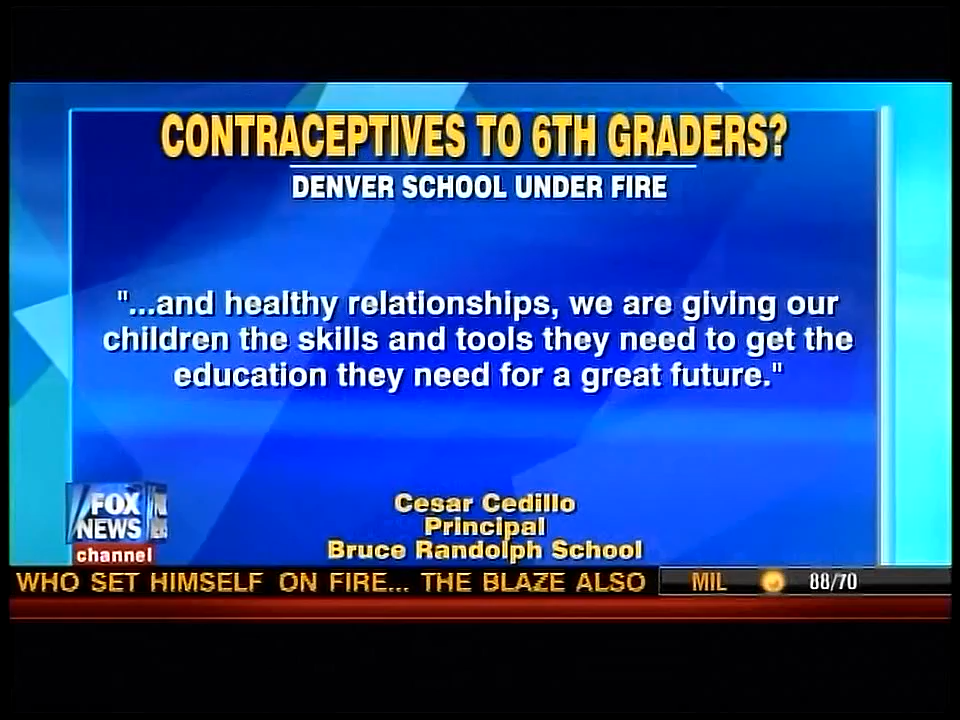 CONTRACEPTIVES TO 6TH GRADERS?
DENVER SCHOOL UNDER FIRE
"...and healthy relationships, we are giving our
children the skills and tools they need to get the
education they need for a great future."
Cesar Cedillo
Principal
Bruce Randolph School
FOX
NEWS
channel
WHO SET HIMSELF ON FIRE... THE BLAZE ALSO
MIL 88/70